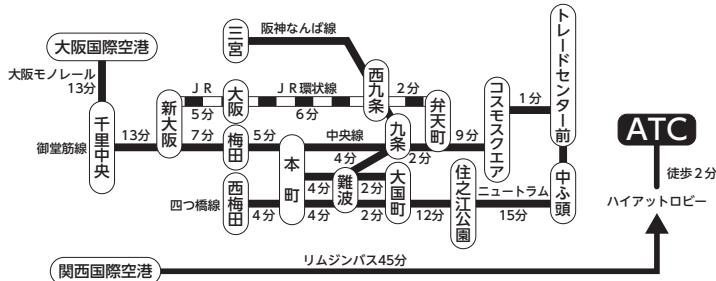 大阪国際空港
三宮
阪神なんば線
トレードセンター前
大阪モノレール
13分
JR
5分
大阪
JR環状線
6分
西九条
2分
弁天町
コスモスクエア
1分
ATC
千里中央
新大阪
御堂筋線
13分
7分
梅田
5分
中央線
九条
4分
2分
9分
徒歩2分
本町
4分
難波
2分
大国町
住之江公園
中ふ頭
ハイアットロビー
四つ橋線
西梅田
4分
4分
2分
12分
ニュートラム
15分
関西国際空港
リムジンバス45分